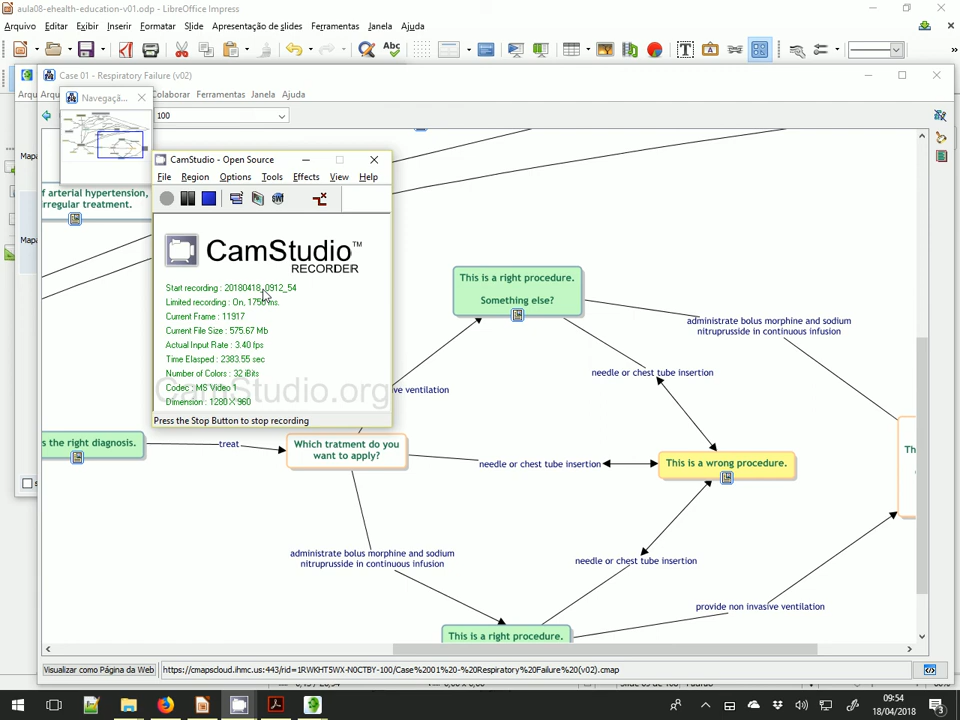 aula08-ehealth-education-v01.odp - LibreOffice Impress
Arquivo Editar Exibir Inserir Formatar Slide Apresentação de slides Ferramentas Janela Ajuda
Case 01 - Respiratory Failure (v02)
Arqu
Colaborar Ferramentas Janela Ajuda
Navegaçã...
100
Mapa
Mapa
f arterial hypertension,
irregular treatment.
CamStudio - Open Source
File Region Options Tools Effects View Help
CamStudio™
RECORDER
Start recording : 20180418_0912_54
Limited recording : On, 1750 ms.
Current Frame : 11917
Current File Size : 575.67 Mb
Actual Input Rate : 3.40 fps
Time Elasped : 2383.55 sec
Number of Colors : 32 iBits
Codec : MS Video 1
Dimension : 1280 X 960
CamStudio.org
Press the Stop Button to stop recording
This is a right procedure.
Something else?
administrate bolus morphine and sodium
nitruprusside in continuous infusion
needle or chest tube insertion
ve ventilation
s the right diagnosis.
treat
Which tratment do you
want to apply?
needle or chest tube insertion
This is a wrong procedure.
Th
administrate bolus morphine and sodium
nitruprusside in continuous infusion
needle or chest tube insertion
provide non invasive ventilation
This is a right procedure.
Visualizar como Página da Web
https://cmapscloud.ihmc.us:443/rid=1RWKHT5WX-N0CTBY-100/Case%2001%20-%20Respiratory%20Failure%20(v02).cmap
09:54
18/04/2018
3